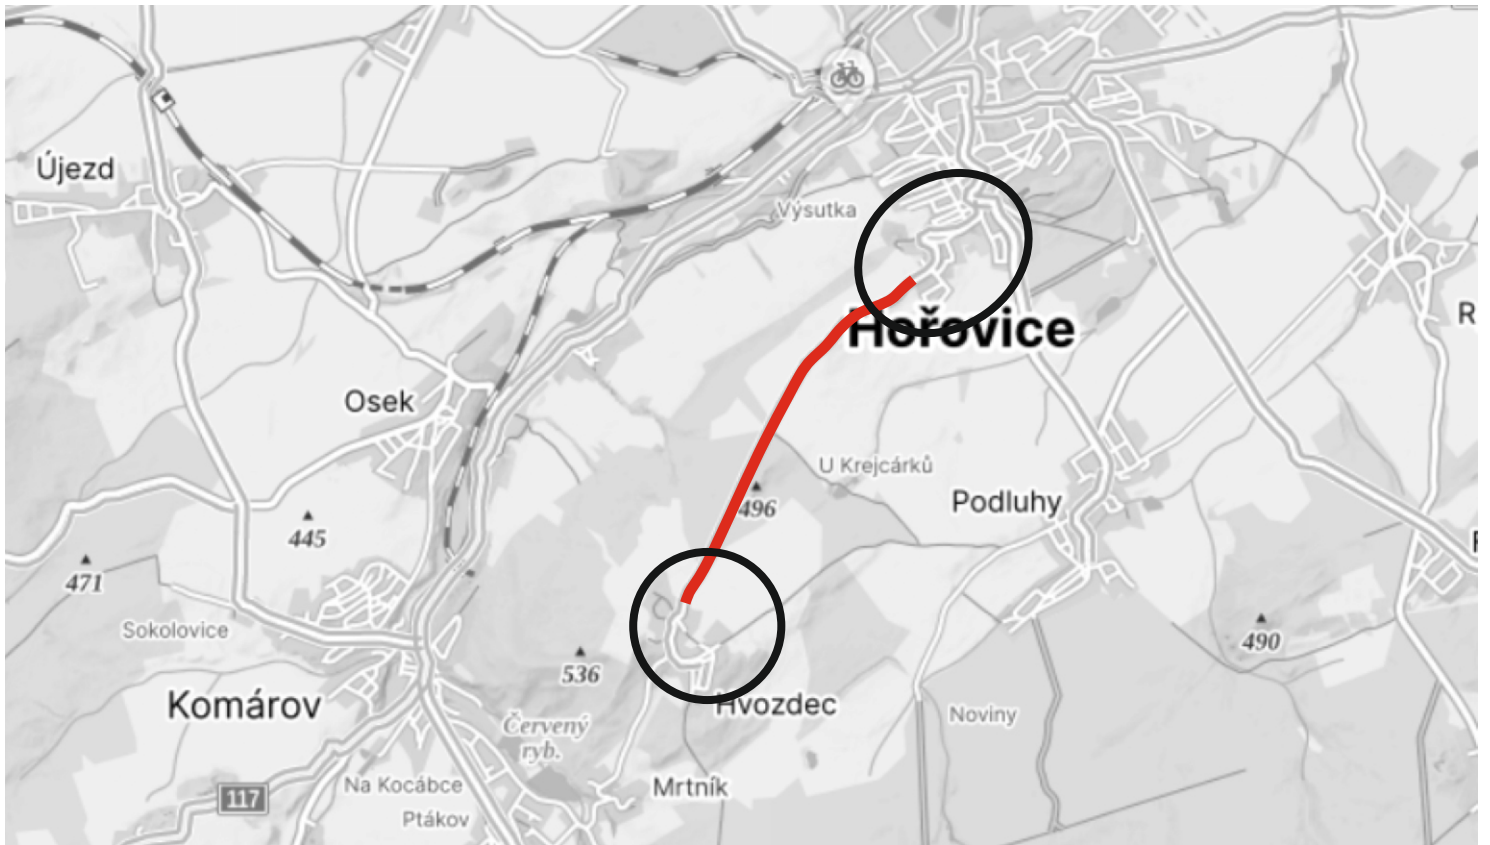 Újezd
Výsutka
R
Hořovice
Osek
U Krejcárků
496
Podluhy
445
471
Sokolovice
490
536
Komárov
Hvozdec
Červený
ryb.
Noviny
Na Kocábce
Mrtník
117
Ptákov